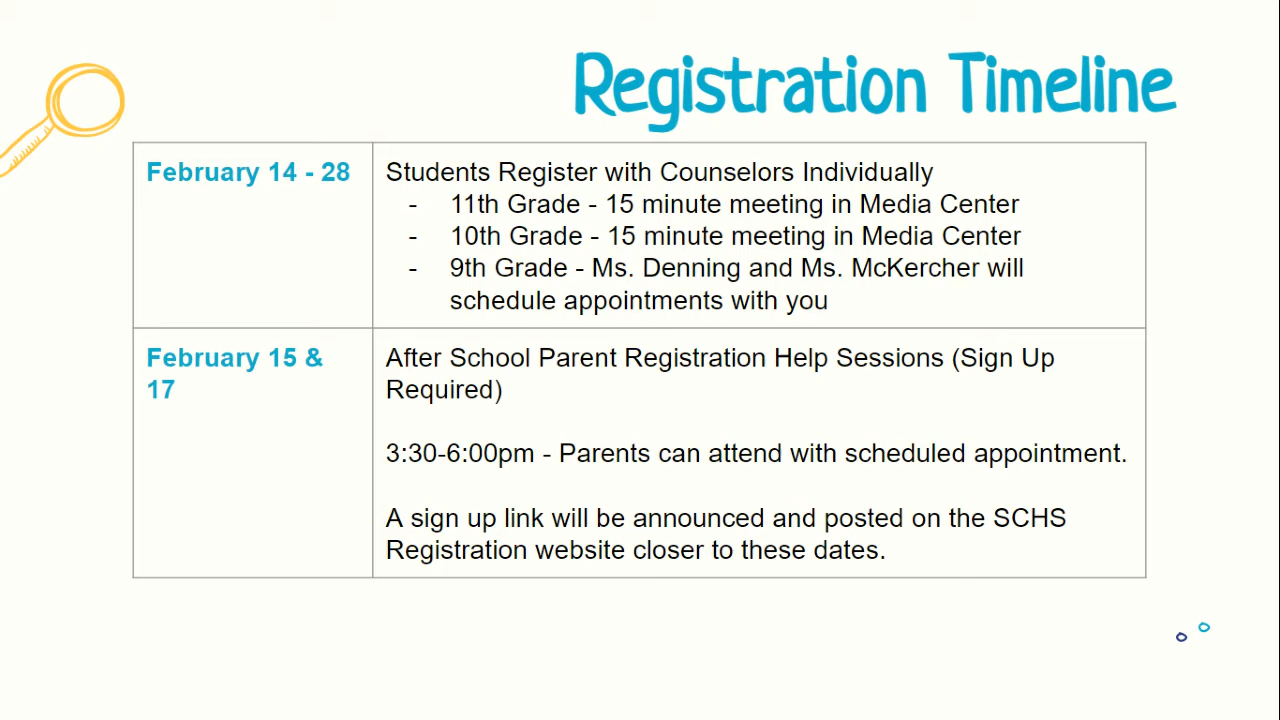 Registration Timeline
February 14 - 28
Students Register with Counselors Individually
- 11th Grade - 15 minute meeting in Media Center
- 10th Grade - 15 minute meeting in Media Center
- 9th Grade - Ms. Denning and Ms. McKercher will
schedule appointments with you
February 15 &
17
After School Parent Registration Help Sessions (Sign Up
Required)
3:30-6:00pm - Parents can attend with scheduled appointment.
A sign up link will be announced and posted on the SCHS
Registration website closer to these dates.